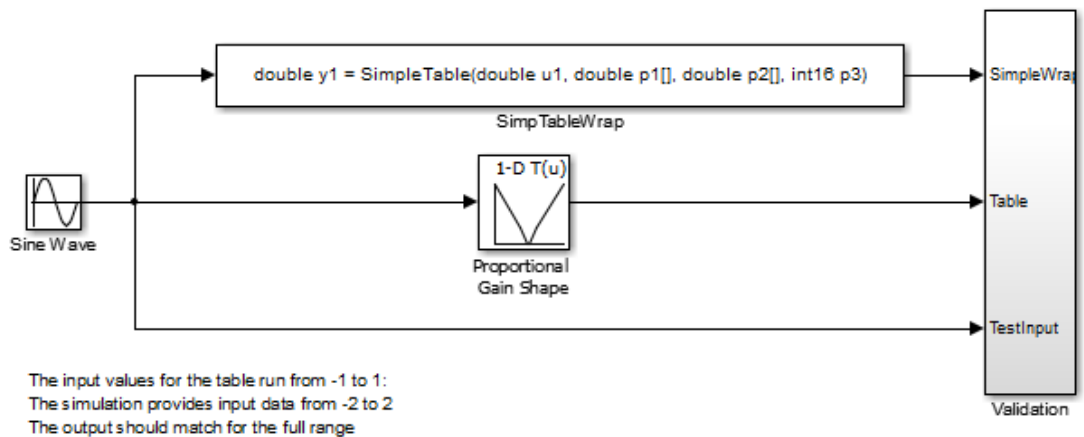 double y1 = SimpleTable(double u1, double p1[], double p2[], int16 p3)
SimpleWrap
SimpTableWrap
1-D T(u)
Sine Wave
Table
Proportional
Gain Shape
TestInput
The input values for the table run from -1 to 1:
The simulation provides input data from -2 to 2
The output should match for the full range
Validation